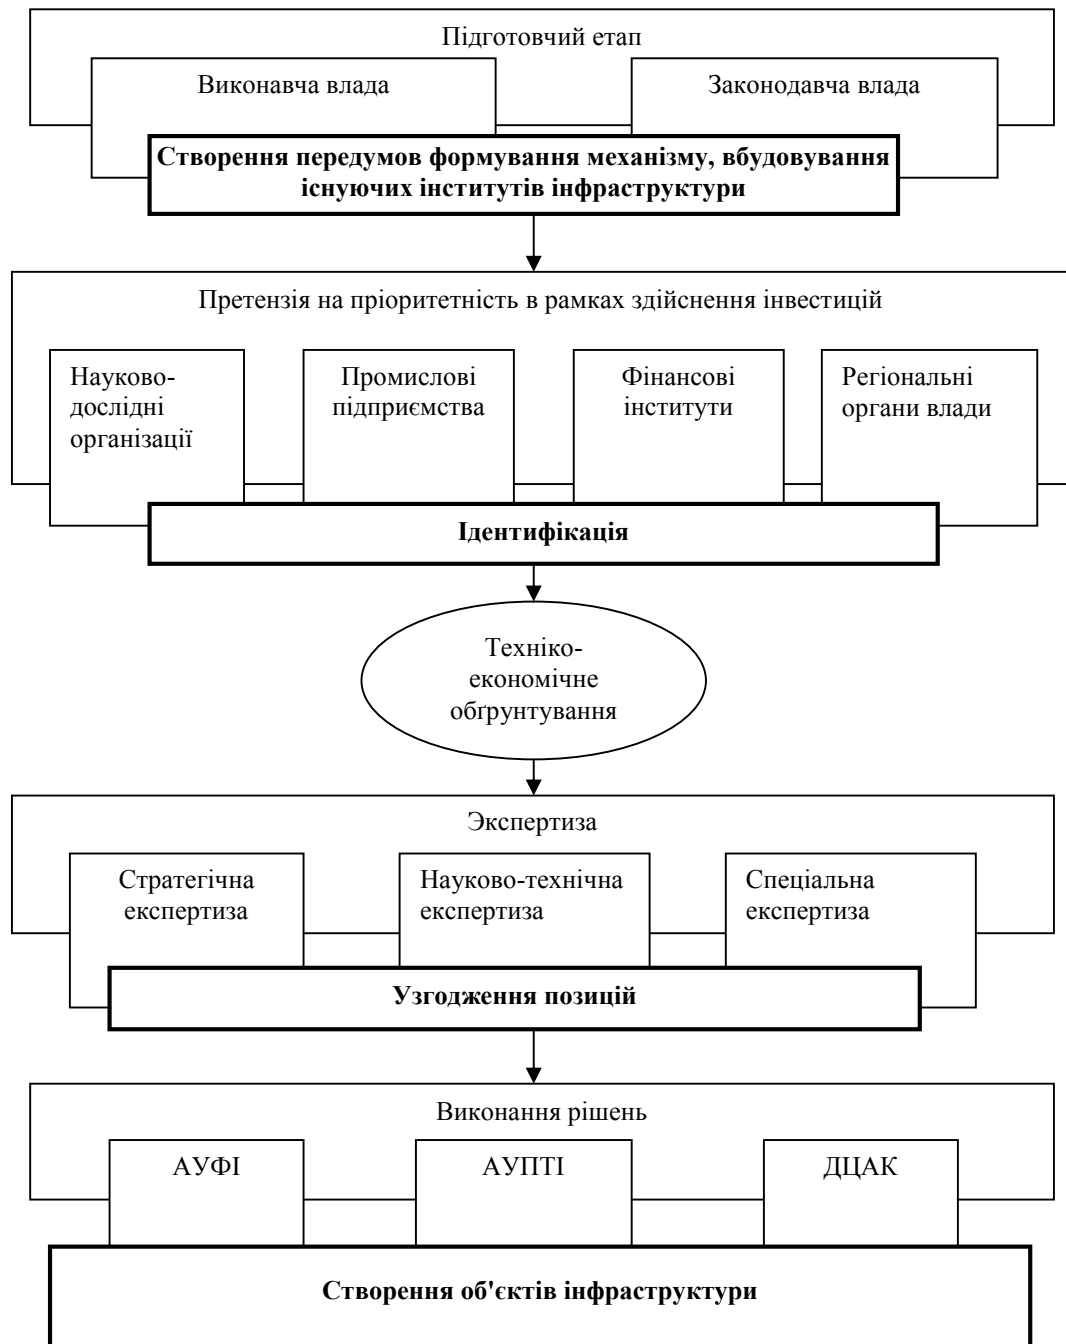 Підготовчий етап
Виконавча влада
Законодавча влада
Створення передумов формування механізму, вбудовування
існуючих інститутів інфраструктури
Претензія на пріоритетність в рамках здійснення інвестицій
Науково-
дослідні
організації
Промислові
підприємства
Фінансові
інститути
Регіональні
органи влади
Ідентифікація
Техніко-
економічне
обґрунтування
Экспертиза
Стратегічна
експертиза
Науково-технічна
експертиза
Спеціальна
експертиза
Узгодження позицій
Виконання рішень
АУФІ
АУПТІ
ДЦАК
Створення об'єктів інфраструктури